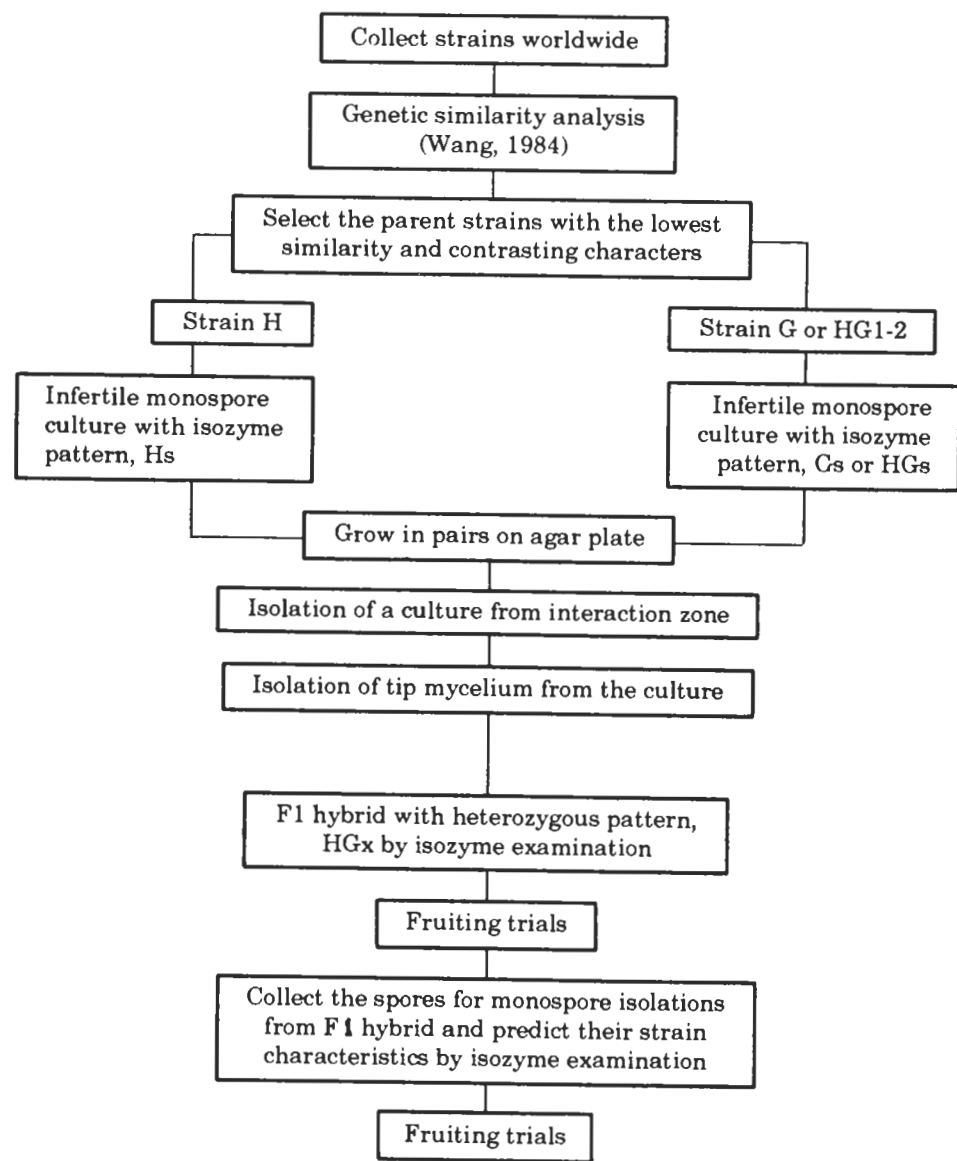 Collect strains worldwide
Genetic similarity analysis
(Wang, 1984)
Select the parent strains with the lowest
similarity and contrasting characters
Strain H
Strain G or HG1-2
Infertile monospore
culture with isozyme
pattern, Hs
Infertile monospore
culture with isozyme
pattern, Gs or HGs
Grow in pairs on agar plate
Isolation of a culture from interaction zone
Isolation of tip mycelium from the culture
F1 hybrid with heterozygous pattern,
HGx by isozyme examination
Fruiting trials
Collect the spores for monospore isolations
from F1 hybrid and predict their strain
characteristics by isozyme examination
Fruiting trials